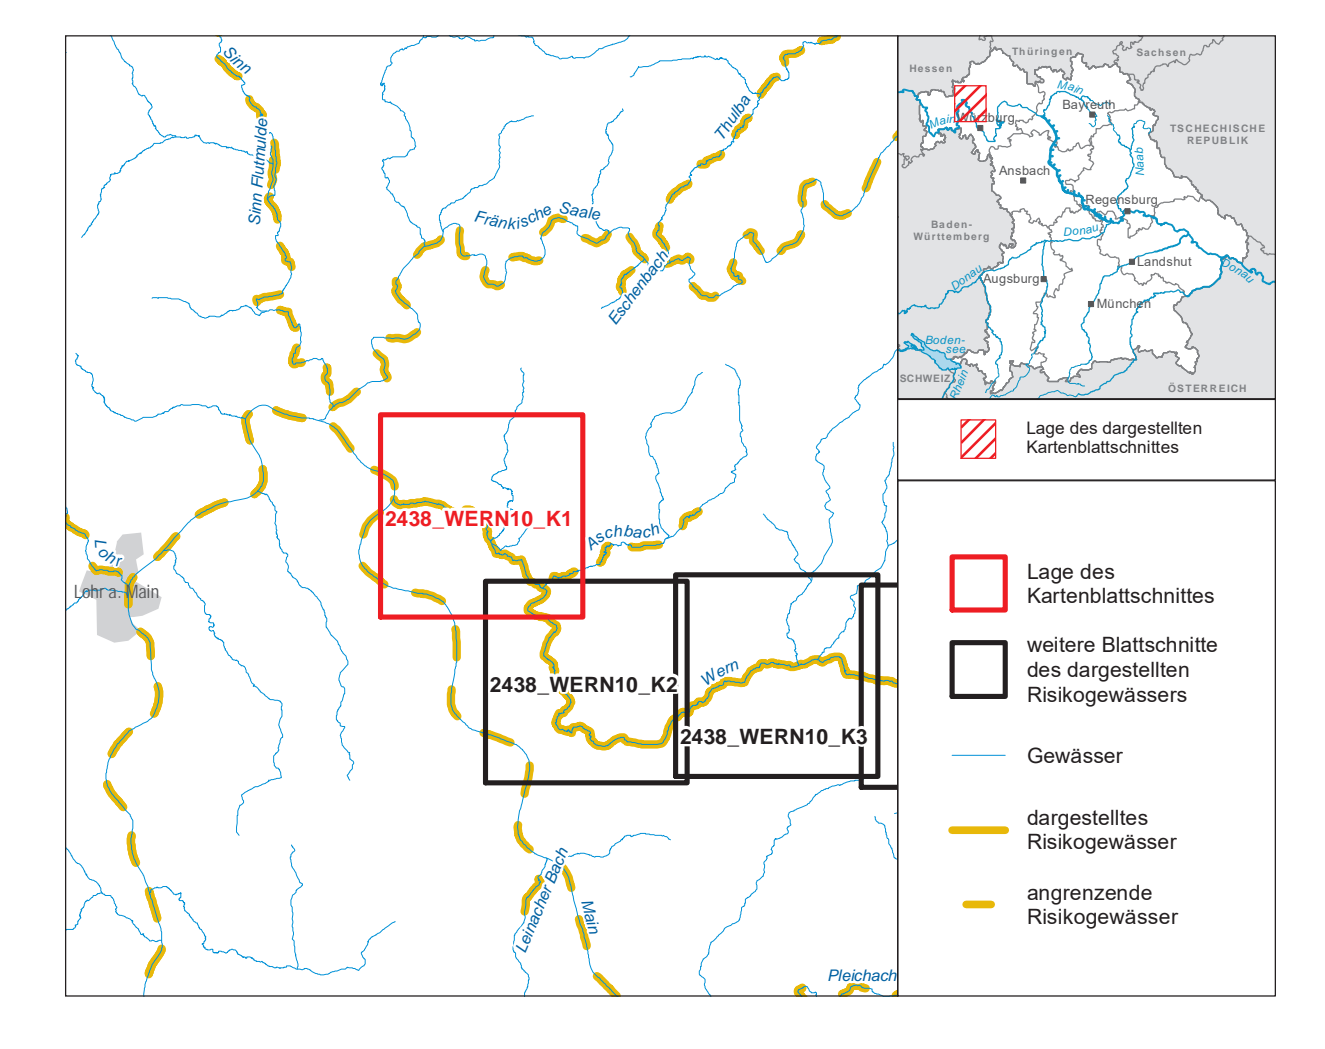 Sinn
Sinn Flutmulde
Thulba
Fränkische Saale
Eschenbach
2438_WERN10_K1
Aschbach
Lohr
Lohr a. Main
Wern
2438_WERN10_K2
2438_WERN10_K3
Leinacher Bach
Main
Pleichach
Thüringen
Sachsen
Hessen
Main
Bayreuth
Main
Würzburg
TSCHECHISCHE
REPUBLIK
Naab
Ansbach
Regensburg
Baden-
Württemberg
Donau
Landshut
Donau
Donau
Augsburg
München
Boden-
see
SCHWEIZ
Rhein
ÖSTERREICH
Lage des dargestellten
Kartenblattschnittes
Lage des
Kartenblattschnittes
weitere Blattschnitte
des dargestellten
Risikogewässers
Gewässer
dargestelltes
Risikogewässer
angrenzende
Risikogewässer